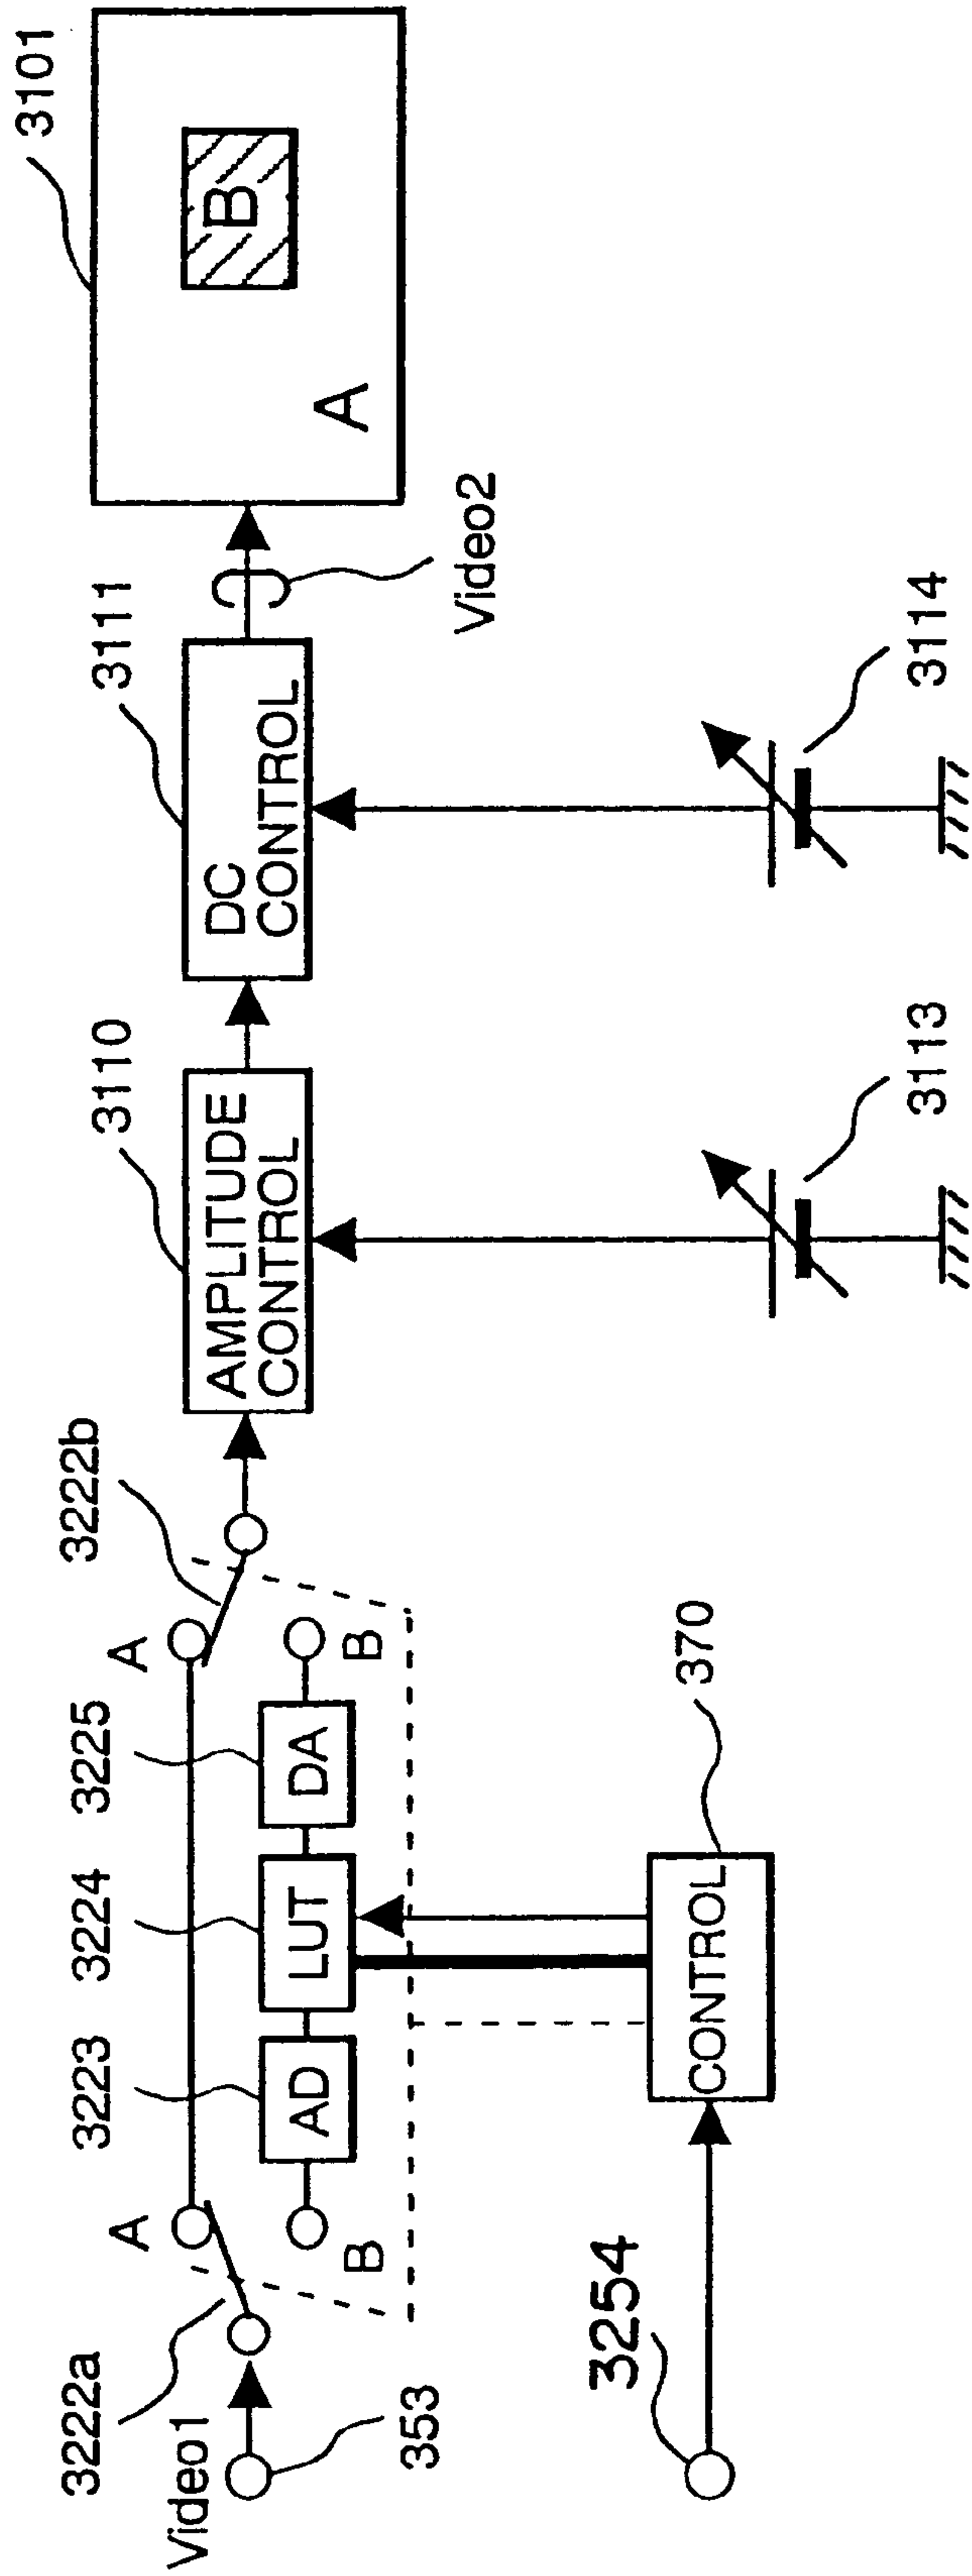 3222a
A
3223
3224
3225
A
3222b
3110
3111
3101
Video1
353
B
AD
LUT
DA
B
AMPLITUDE
CONTROL
DC
CONTROL
Video2
A
B
3254
CONTROL
370
3113
3114